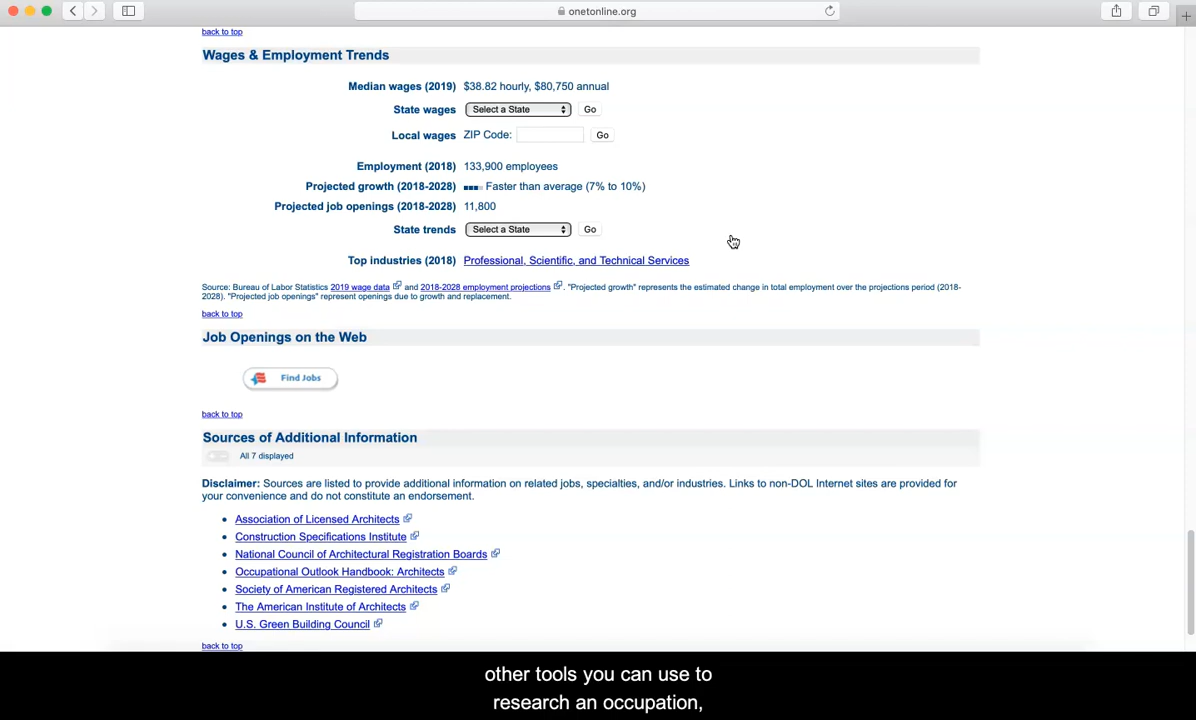 onetonline.org
back to top
Wages & Employment Trends
Median wages (2019) $38.82 hourly, $80,750 annual
State wages Select a State Go
Local wages ZIP Code: Go
Employment (2018) 133,900 employees
Projected growth (2018-2028) Faster than average (7% to 10%)
Projected job openings (2018-2028) 11,800
State trends Select a State Go
Top industries (2018) Professional, Scientific, and Technical Services
Source: Bureau of Labor Statistics 2019 wage data and 2018-2028 employment projections. "Projected growth" represents the estimated change in total employment over the projections period (2018-
2028). "Projected job openings" represent openings due to growth and replacement.
back to top
Job Openings on the Web
Find Jobs
back to top
Sources of Additional Information
All 7 displayed
Disclaimer: Sources are listed to provide additional information on related jobs, specialties, and/or industries. Links to non-DOL Internet sites are provided for
your convenience and do not constitute an endorsement.
• Association of Licensed Architects
• Construction Specifications Institute
• National Council of Architectural Registration Boards
• Occupational Outlook Handbook: Architects
• Society of American Registered Architects
• The American Institute of Architects
• U.S. Green Building Council
back to top
other tools you can use to
research an occupation,